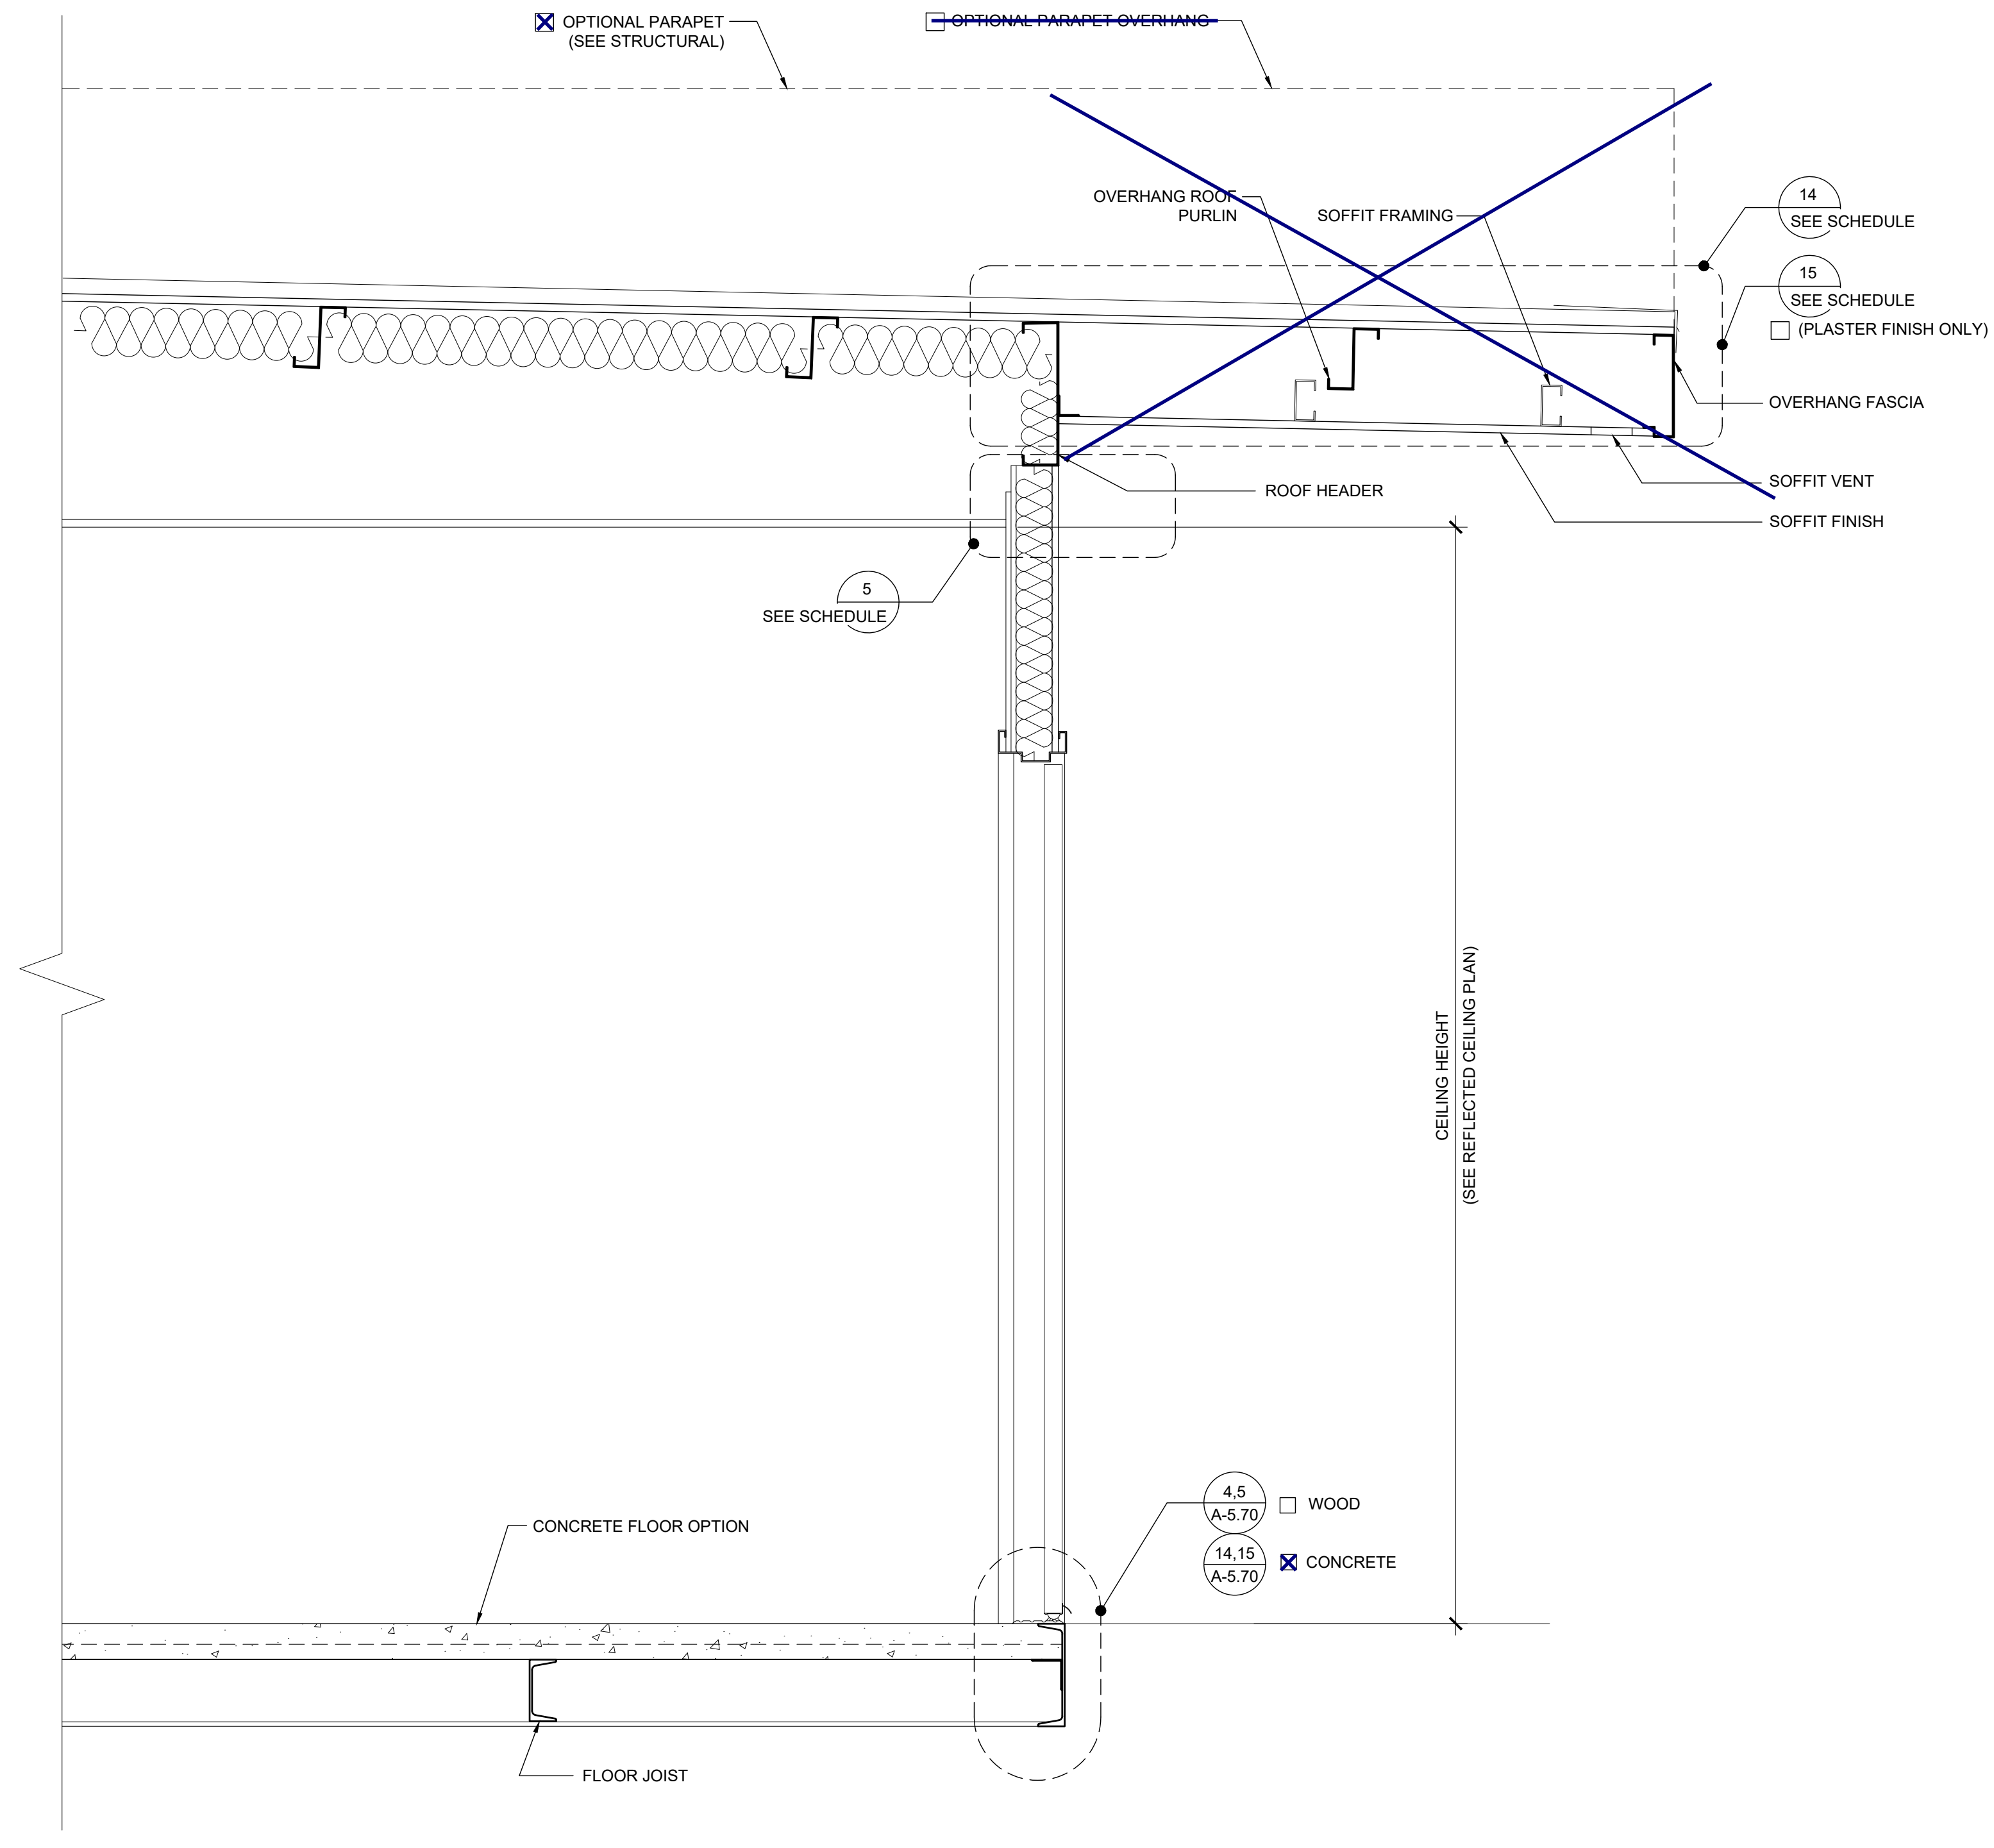 OPTIONAL PARAPET
(SEE STRUCTURAL)
OPTIONAL PARAPET OVERHANG
OVERHANG ROOF
PURLIN
SOFFIT FRAMING
14
SEE SCHEDULE
15
SEE SCHEDULE
(PLASTER FINISH ONLY)
OVERHANG FASCIA
ROOF HEADER
SOFFIT VENT
SOFFIT FINISH
5
SEE SCHEDULE
CEILING HEIGHT
(SEE REFLECTED CEILING PLAN)
4,5
A-5.70
WOOD
14,15
A-5.70
CONCRETE
CONCRETE FLOOR OPTION
FLOOR JOIST